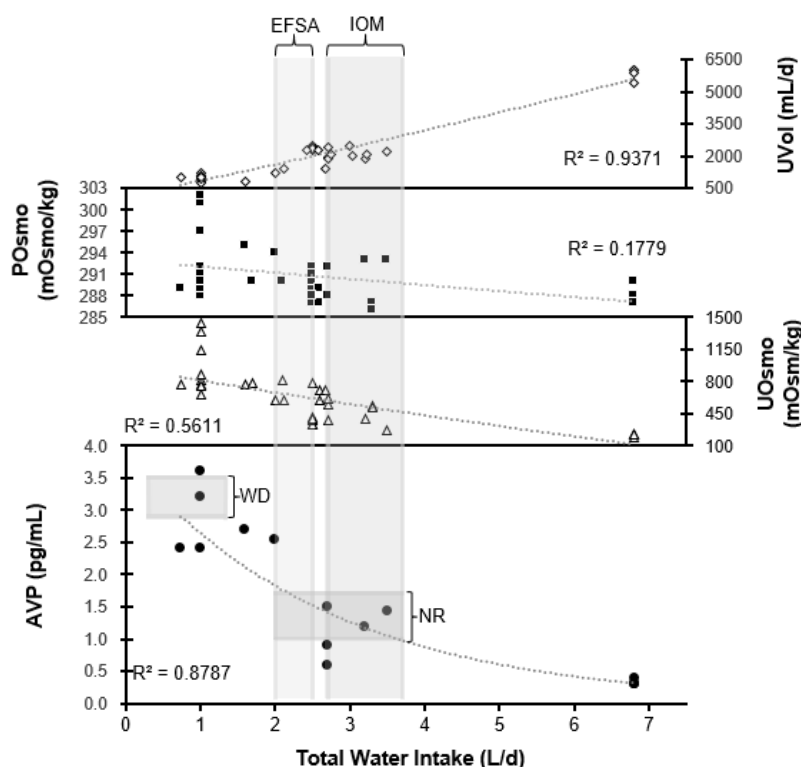 EFSA IOM
6500
5000
3500
2000
500
UVol (mL/d)
R² = 0.9371
303
300
297
294
291
288
285
POsmo
(mOsmo/kg)
R² = 0.1779
1500
1150
800
450
100
UOsmo
(mOsm/kg)
R² = 0.5611
4.0
3.5
3.0
2.5
2.0
1.5
1.0
0.5
0.0
AVP (pg/mL)
WD
NR
R² = 0.8787
0 1 2 3 4 5 6 7
Total Water Intake (L/d)